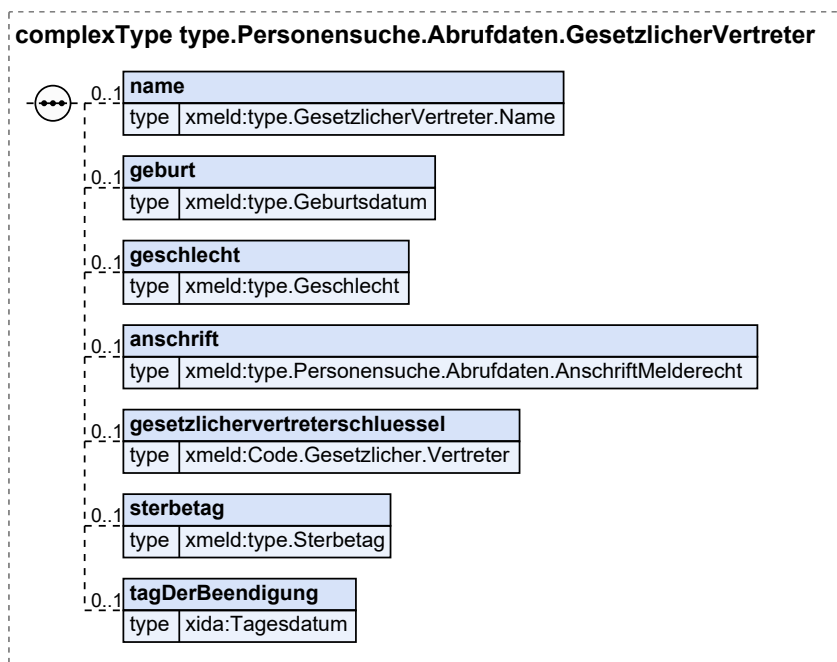 complexType type.Personensuche.Abrufdaten.GesetzlicherVertreter
0..1 name
type xmeld:type.GesetzlicherVertreter.Name
0..1 geburt
type xmeld:type.Geburtsdatum
0..1 geschlecht
type xmeld:type.Geschlecht
0..1 anschrift
type xmeld:type.Personensuche.Abrufdaten.AnschriftMelderecht
0..1 gesetzlichervertreterschluessel
type xmeld:Code.Gesetzlicher.Vertreter
0..1 sterbetag
type xmeld:type.Sterbetag
0..1 tagDerBeendigung
type xida:Tagesdatum